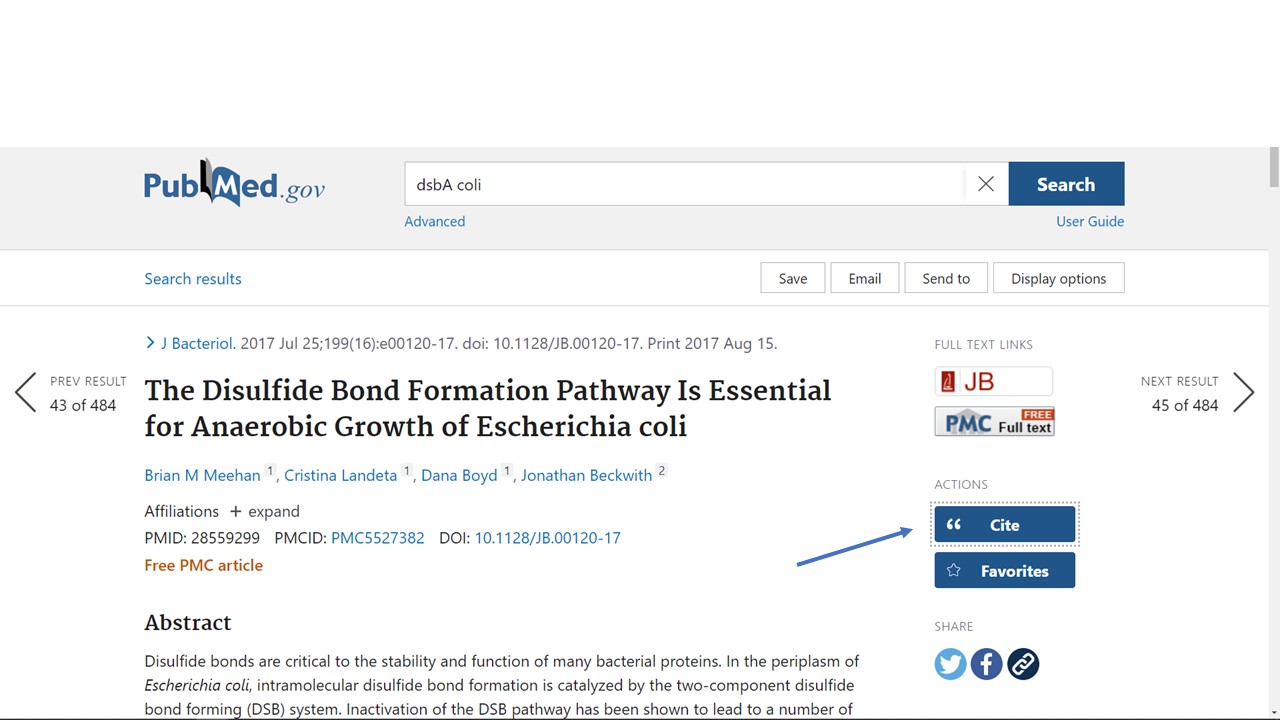 PubMed.gov
dsbA coli
Search
Advanced
User Guide
Search results
Save
Email
Send to
Display options
J Bacteriol. 2017 Jul 25;199(16):e00120-17. doi: 10.1128/JB.00120-17. Print 2017 Aug 15.
PREV RESULT
43 of 484
The Disulfide Bond Formation Pathway Is Essential
for Anaerobic Growth of Escherichia coli
Brian M Meehan 1, Cristina Landeta 1, Dana Boyd 1, Jonathan Beckwith 2
Affiliations + expand
PMID: 28559299 PMCID: PMC5527382 DOI: 10.1128/JB.00120-17
Free PMC article
Abstract
Disulfide bonds are critical to the stability and function of many bacterial proteins. In the periplasm of
Escherichia coli, intramolecular disulfide bond formation is catalyzed by the two-component disulfide
bond forming (DSB) system. Inactivation of the DSB pathway has been shown to lead to a number of
FULL TEXT LINKS
JB
PMC FREE Full text
ACTIONS
Cite
Favorites
SHARE
NEXT RESULT
45 of 484